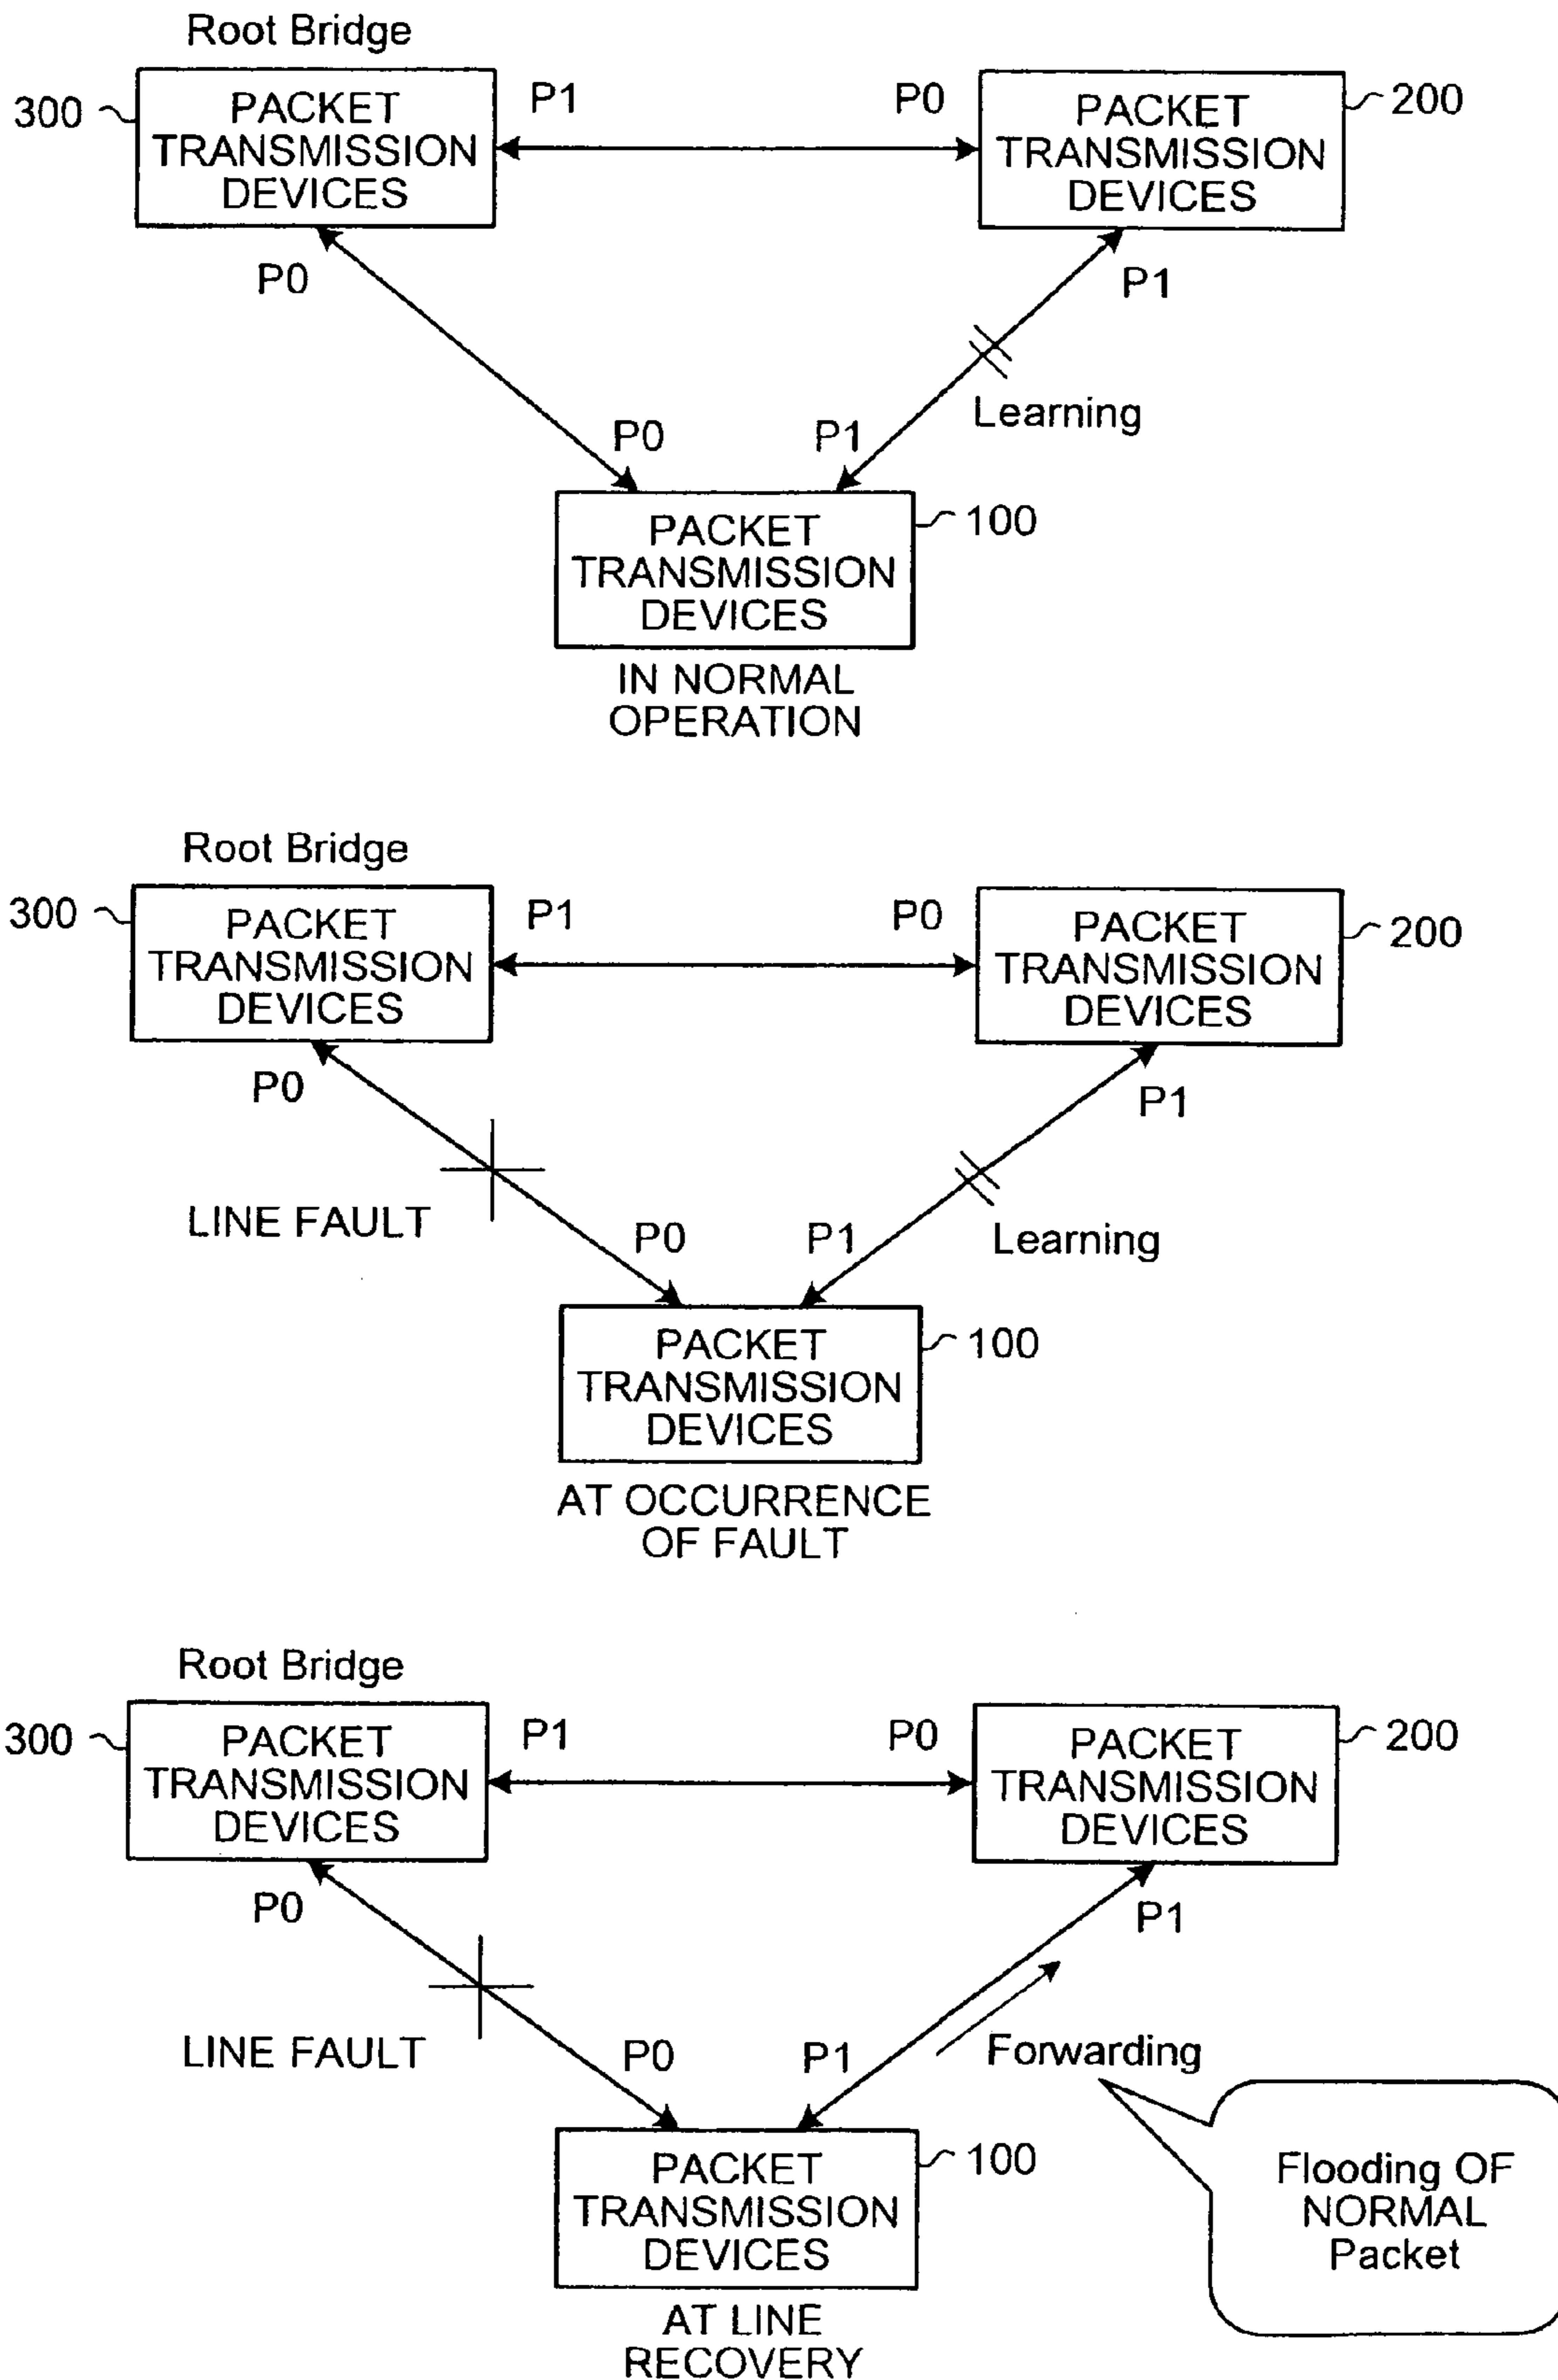 Root Bridge
300
PACKET
TRANSMISSION
DEVICES
P1
P0
PACKET
TRANSMISSION
DEVICES
200
P0
P1
Learning
P0
P1
PACKET
TRANSMISSION
DEVICES
100
IN NORMAL
OPERATION
Root Bridge
300
PACKET
TRANSMISSION
DEVICES
P1
P0
PACKET
TRANSMISSION
DEVICES
200
P0
P1
LINE FAULT
P0
P1
Learning
PACKET
TRANSMISSION
DEVICES
100
AT OCCURRENCE
OF FAULT
Root Bridge
300
PACKET
TRANSMISSION
DEVICES
P1
P0
PACKET
TRANSMISSION
DEVICES
200
P0
P1
LINE FAULT
P0
P1
Forwarding
PACKET
TRANSMISSION
DEVICES
100
Flooding OF
NORMAL
Packet
AT LINE
RECOVERY